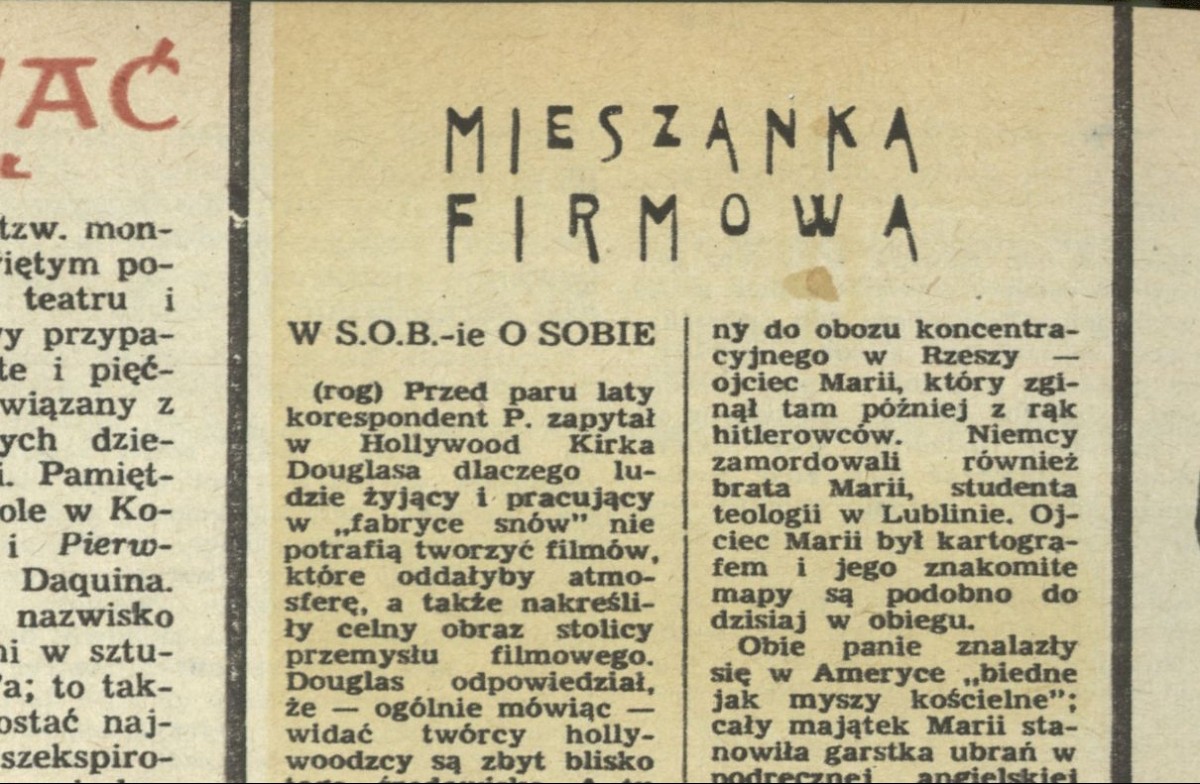 AĆ
tzw. mon-
teatru i
przypa-
i pięć-
z
dzie-
Pamięt-
w Ko-
i Pierw-
Daquina.
nazwisko
w sztu-
to tak-
naj-
MIESZANKA
FIRMOWA
W S.O.B.-ie O SOBIE
(rog) Przed paru laty
korespondent P. zapytał
w Hollywood Kirka
Douglasa dlaczego lu-
dzie żyjący i pracujący
w „fabryce snów” nie
potrafią tworzyć filmów,
które oddałyby atmo-
sferę, a także nakreśli-
ły celny obraz stolicy
przemysłu filmowego.
Douglas odpowiedział,
że — ogólnie mówiąc —
widać twórcy holly-
woodzcy są zbyt blisko
ny do obozu koncentra-
cyjnego w Rzeszy —
ojciec Marii, który zgi-
nął tam później z rąk
hitlerowców. Niemcy
zamordowali również
brata Marii, studenta
teologii w Lublinie. Oj-
ciec Marii był kartogra-
fem i jego znakomite
mapy są podobno do
dzisiaj w obiegu.
Obie panie znalazły
się w Ameryce „biedne
jak myszy kościelne”;
cały majątek Marii sta-
nowiła garstka ubrań w
podręcznej angielskiej